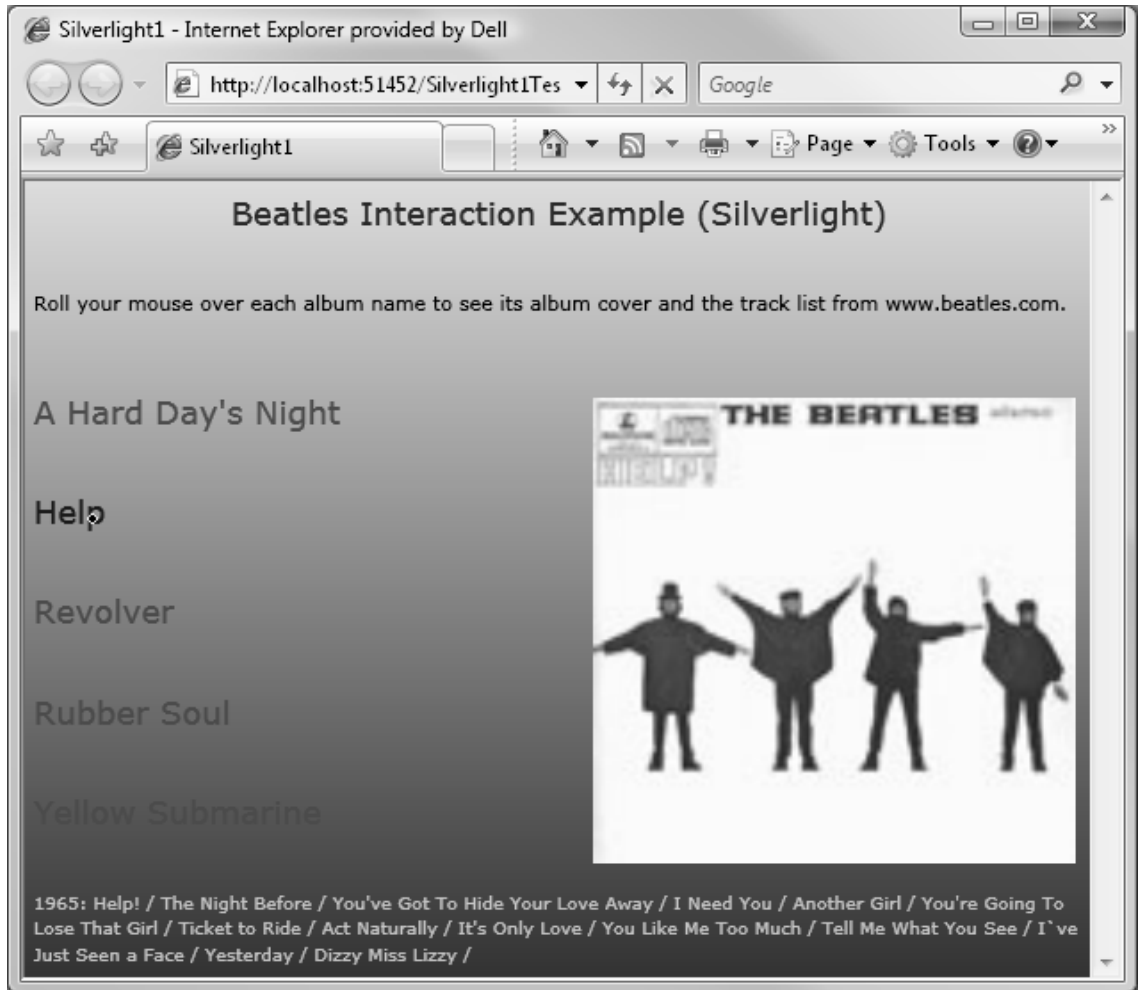 Silverlight1 - Internet Explorer provided by Dell
http://localhost:51452/Silverlight1Tes
Google
Silverlight1
Page
Tools
Beatles Interaction Example (Silverlight)
Roll your mouse over each album name to see its album cover and the track list from www.beatles.com.
A Hard Day's Night
THE BEATLES stereo
HELP!
Help
Revolver
Rubber Soul
Yellow Submarine
1965: Help! / The Night Before / You've Got To Hide Your Love Away / I Need You / Another Girl / You're Going To
Lose That Girl / Ticket to Ride / Act Naturally / It's Only Love / You Like Me Too Much / Tell Me What You See / I`ve
Just Seen a Face / Yesterday / Dizzy Miss Lizzy /